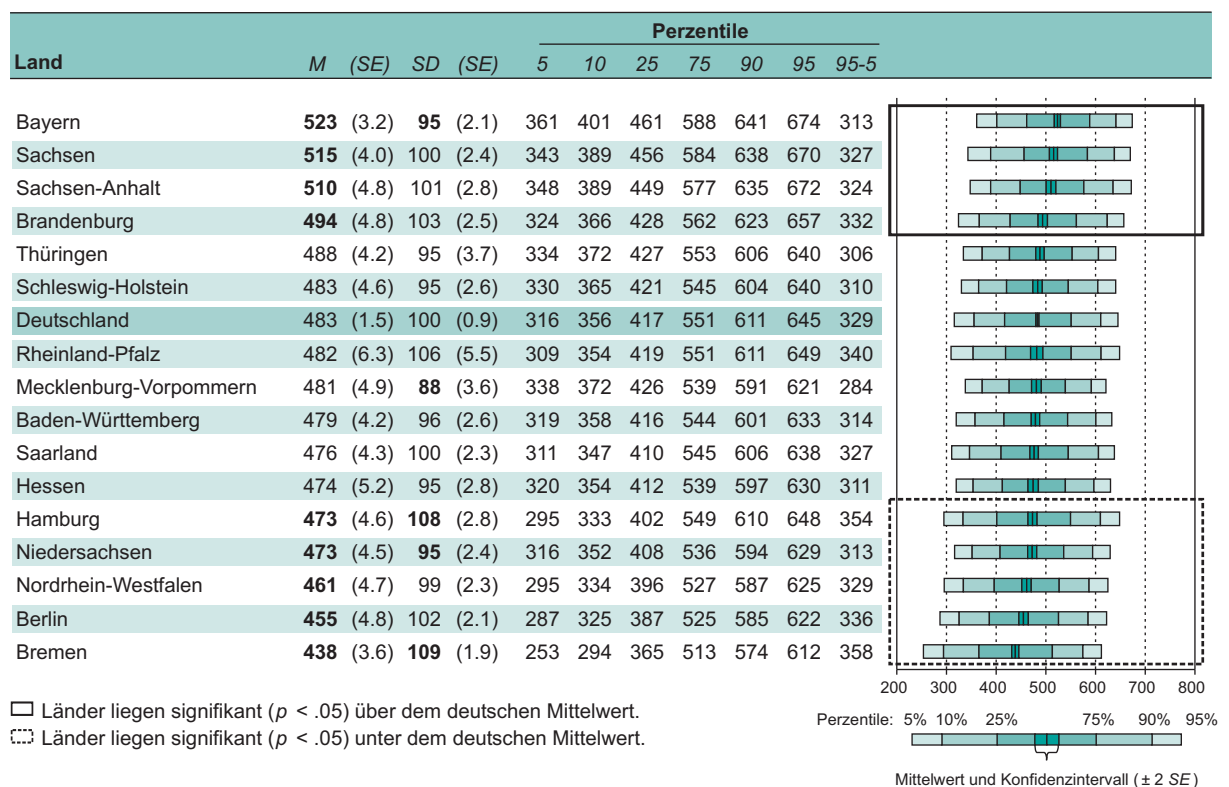 Perzentile
Land M (SE) SD (SE) 5 10 25 75 90 95 95-5
Bayern 523 (3.2) 95 (2.1) 361 401 461 588 641 674 313
Sachsen 515 (4.0) 100 (2.4) 343 389 456 584 638 670 327
Sachsen-Anhalt 510 (4.8) 101 (2.8) 348 389 449 577 635 672 324
Brandenburg 494 (4.8) 103 (2.5) 324 366 428 562 623 657 332
Thüringen 488 (4.2) 95 (3.7) 334 372 427 553 606 640 306
Schleswig-Holstein 483 (4.6) 95 (2.6) 330 365 421 545 604 640 310
Deutschland 483 (1.5) 100 (0.9) 316 356 417 551 611 645 329
Rheinland-Pfalz 482 (6.3) 106 (5.5) 309 354 419 551 611 649 340
Mecklenburg-Vorpommern 481 (4.9) 88 (3.6) 338 372 426 539 591 621 284
Baden-Württemberg 479 (4.2) 96 (2.6) 319 358 416 544 601 633 314
Saarland 476 (4.3) 100 (2.3) 311 347 410 545 606 638 327
Hessen 474 (5.2) 95 (2.8) 320 354 412 539 597 630 311
Hamburg 473 (4.6) 108 (2.8) 295 333 402 549 610 648 354
Niedersachsen 473 (4.5) 95 (2.4) 316 352 408 536 594 629 313
Nordrhein-Westfalen 461 (4.7) 99 (2.3) 295 334 396 527 587 625 329
Berlin 455 (4.8) 102 (2.1) 287 325 387 525 585 622 336
Bremen 438 (3.6) 109 (1.9) 253 294 365 513 574 612 358
200 300 400 500 600 700 800
Länder liegen signifikant (p < .05) über dem deutschen Mittelwert.
Länder liegen signifikant (p < .05) unter dem deutschen Mittelwert.
Perzentile: 5% 10% 25% 75% 90% 95%
Mittelwert und Konfidenzintervall (± 2 SE)